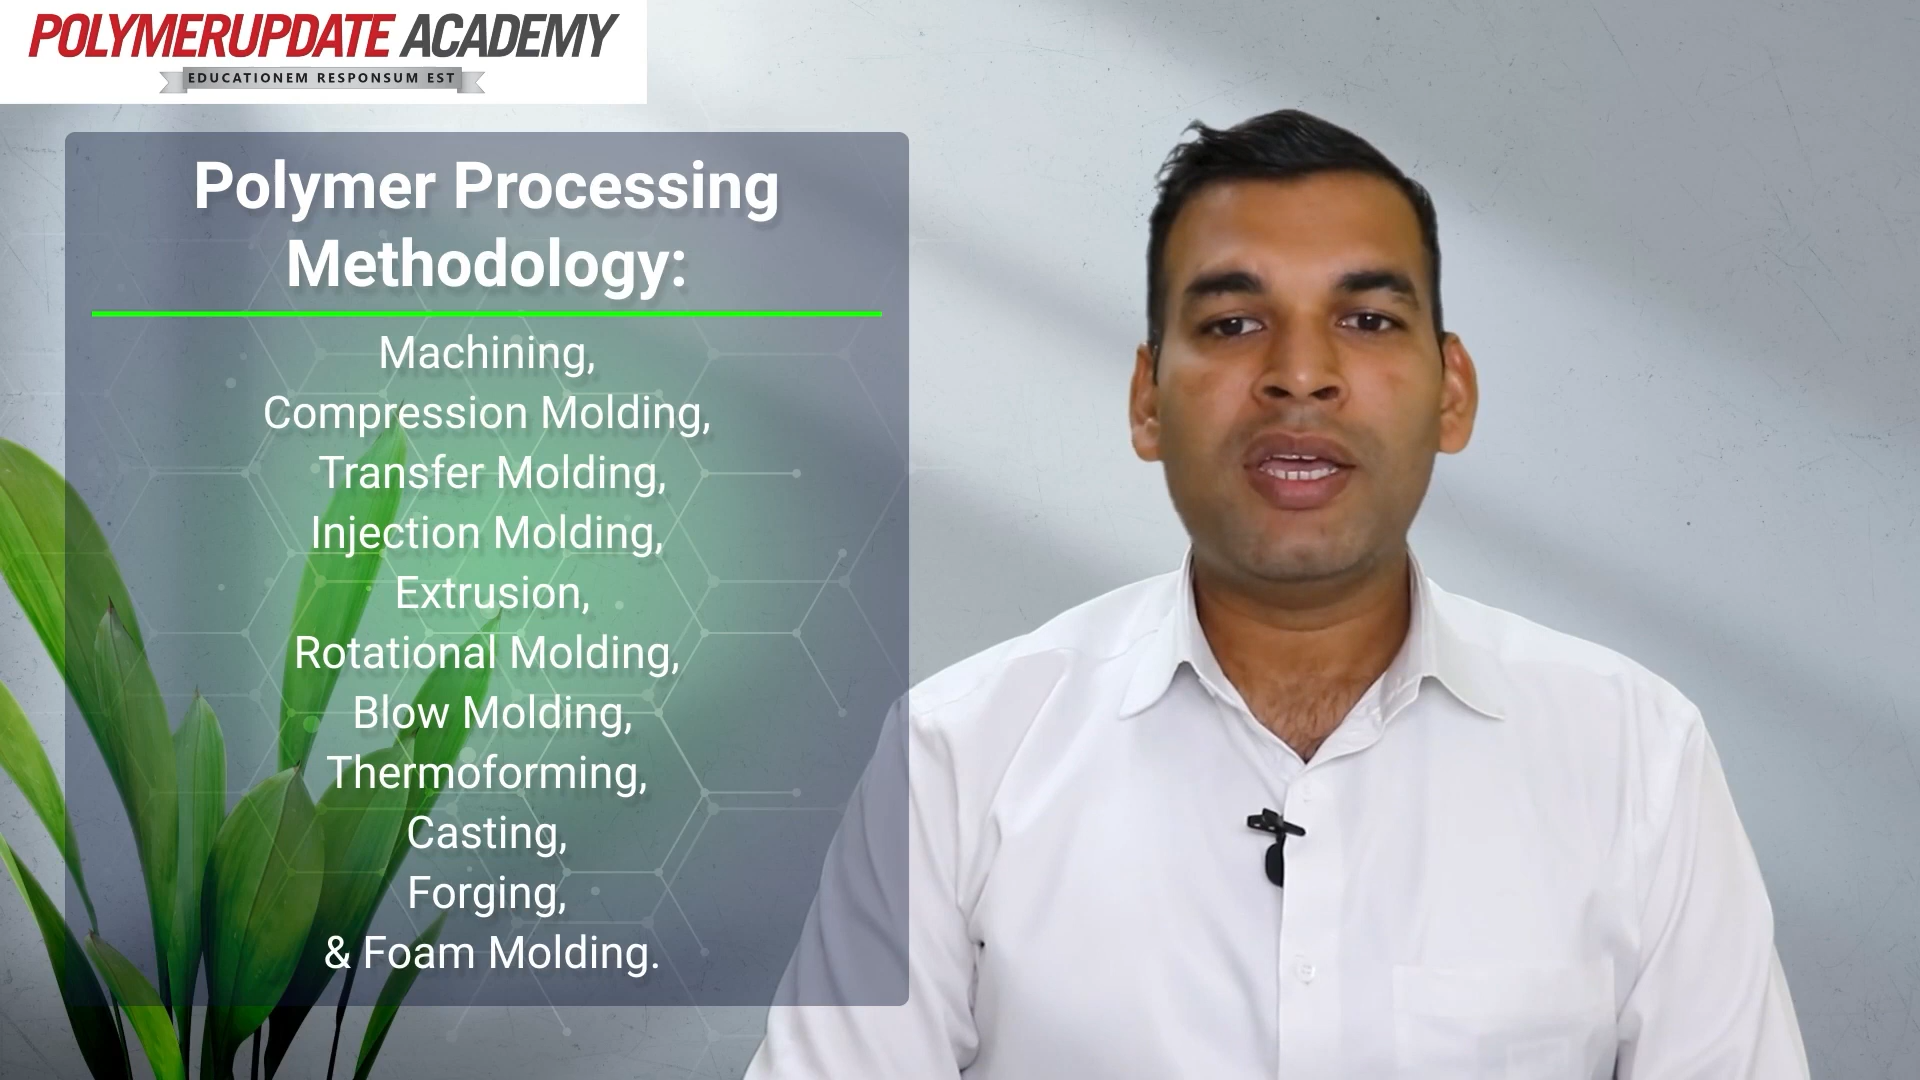 POLYMERUPDATE ACADEMY
EDUCATIONEM RESPONSUM EST
Polymer Processing
Methodology:
Machining,
Compression Molding,
Transfer Molding,
Injection Molding,
Extrusion,
Rotational Molding,
Blow Molding,
Thermoforming,
Casting,
Forging,
& Foam Molding.